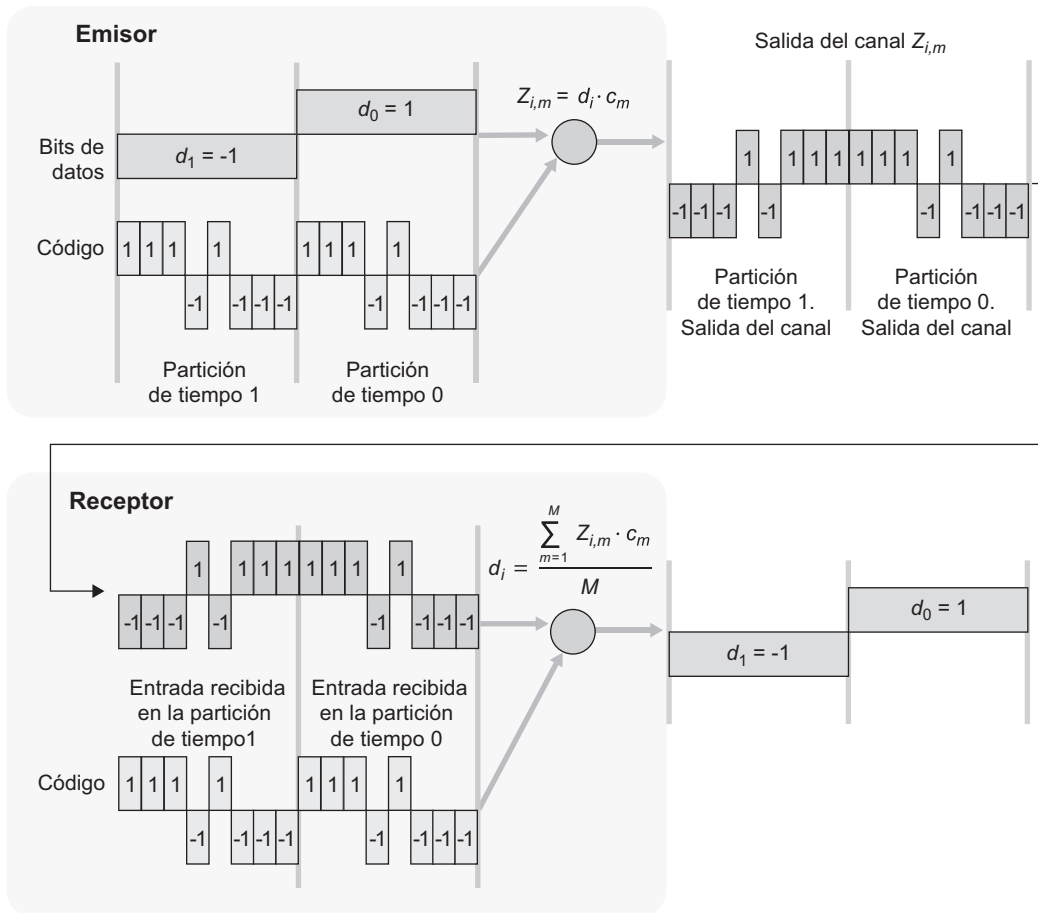 Emisor
Salida del canal Z_{i,m}
Z_{i,m} = d_i · c_m
d_0 = 1
Bits de
datos
d_1 = -1
1 1 1 1 1 1 1 1
-1 -1 -1 -1 -1 -1 -1 -1
Código
1 1 1 1 1 1 1 1
-1 -1 -1 -1 -1 -1 -1 -1
Partición
de tiempo 1.
Salida del canal
Partición
de tiempo 0.
Salida del canal
Partición
de tiempo 1
Partición
de tiempo 0
Receptor
d_i = \frac{\sum_{m=1}^{M} Z_{i,m} · c_m}{M}
1 1 1 1 1 1 1 1
-1 -1 -1 -1 -1 -1 -1 -1
d_0 = 1
d_1 = -1
Entrada recibida
en la partición
de tiempo1
Entrada recibida
en la partición
de tiempo 0
Código
1 1 1 1 1 1 1 1
-1 -1 -1 -1 -1 -1 -1 -1